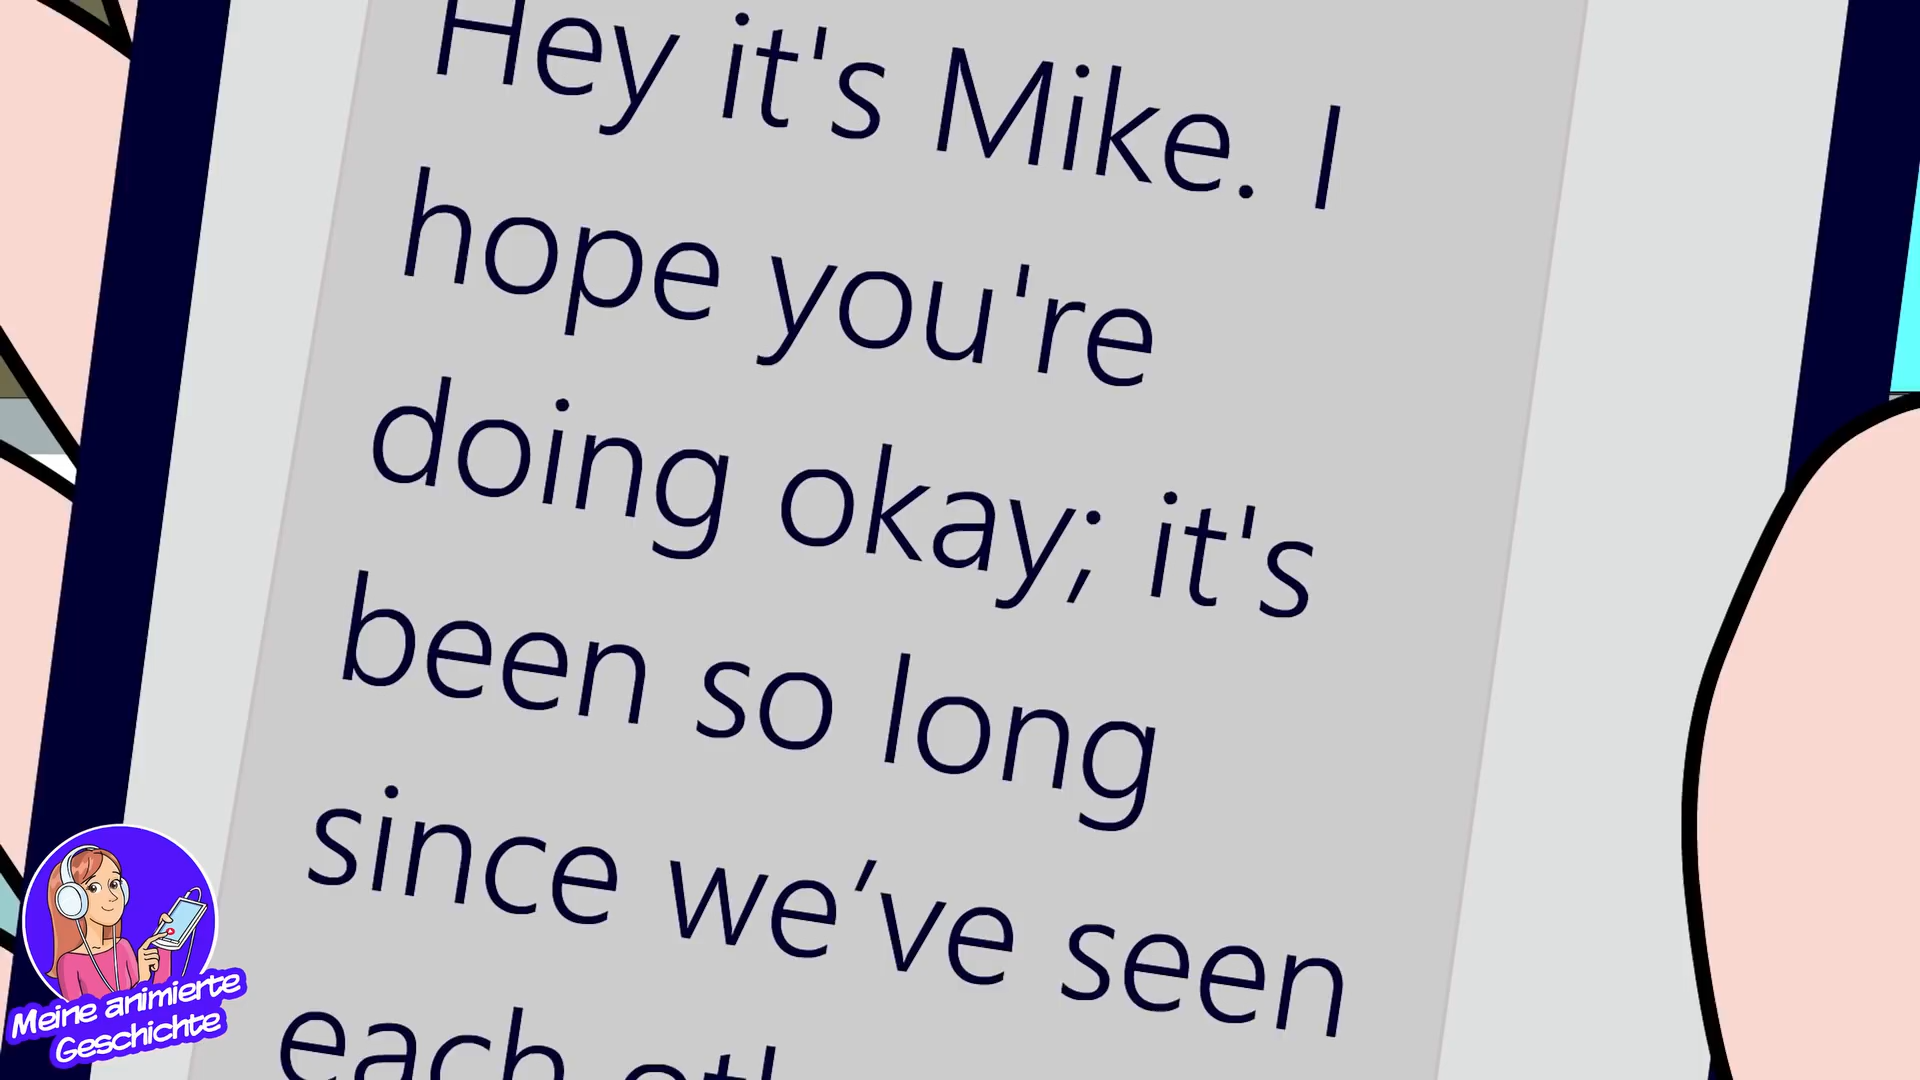 Hey it's Mike. I
hope you're
doing okay; it's
been so long
since we’ve seen
each
Meine animierte
Geschichte